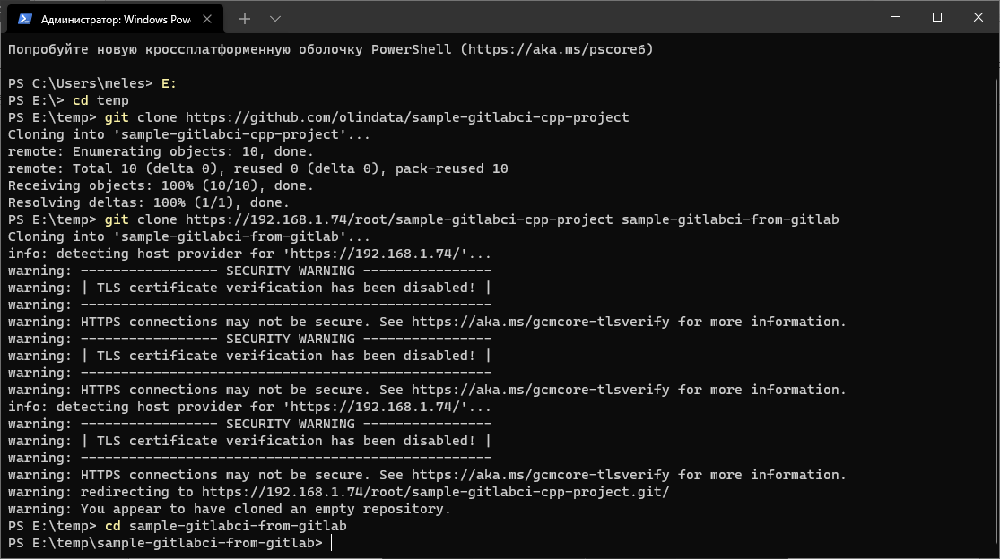 Администратор: Windows Pow
Попробуйте новую кроссплатформенную оболочку PowerShell (https://aka.ms/pscore6)
PS C:\Users\meles> E:
PS E:\> cd temp
PS E:\temp> git clone https://github.com/olindata/sample-gitlabci-cpp-project
Cloning into 'sample-gitlabci-cpp-project'...
remote: Enumerating objects: 10, done.
remote: Total 10 (delta 0), reused 0 (delta 0), pack-reused 10
Receiving objects: 100% (10/10), done.
Resolving deltas: 100% (1/1), done.
PS E:\temp> git clone https://192.168.1.74/root/sample-gitlabci-cpp-project sample-gitlabci-from-gitlab
Cloning into 'sample-gitlabci-from-gitlab'...
info: detecting host provider for 'https://192.168.1.74/'...
warning: ----------------- SECURITY WARNING ----------------
warning: | TLS certificate verification has been disabled! |
warning: ---------------------------------------------------
warning: HTTPS connections may not be secure. See https://aka.ms/gcmcore-tlsverify for more information.
warning: ----------------- SECURITY WARNING ----------------
warning: | TLS certificate verification has been disabled! |
warning: ---------------------------------------------------
warning: HTTPS connections may not be secure. See https://aka.ms/gcmcore-tlsverify for more information.
info: detecting host provider for 'https://192.168.1.74/'...
warning: ----------------- SECURITY WARNING ----------------
warning: | TLS certificate verification has been disabled! |
warning: ---------------------------------------------------
warning: HTTPS connections may not be secure. See https://aka.ms/gcmcore-tlsverify for more information.
warning: redirecting to https://192.168.1.74/root/sample-gitlabci-cpp-project.git/
warning: You appear to have cloned an empty repository.
PS E:\temp> cd sample-gitlabci-from-gitlab
PS E:\temp\sample-gitlabci-from-gitlab>